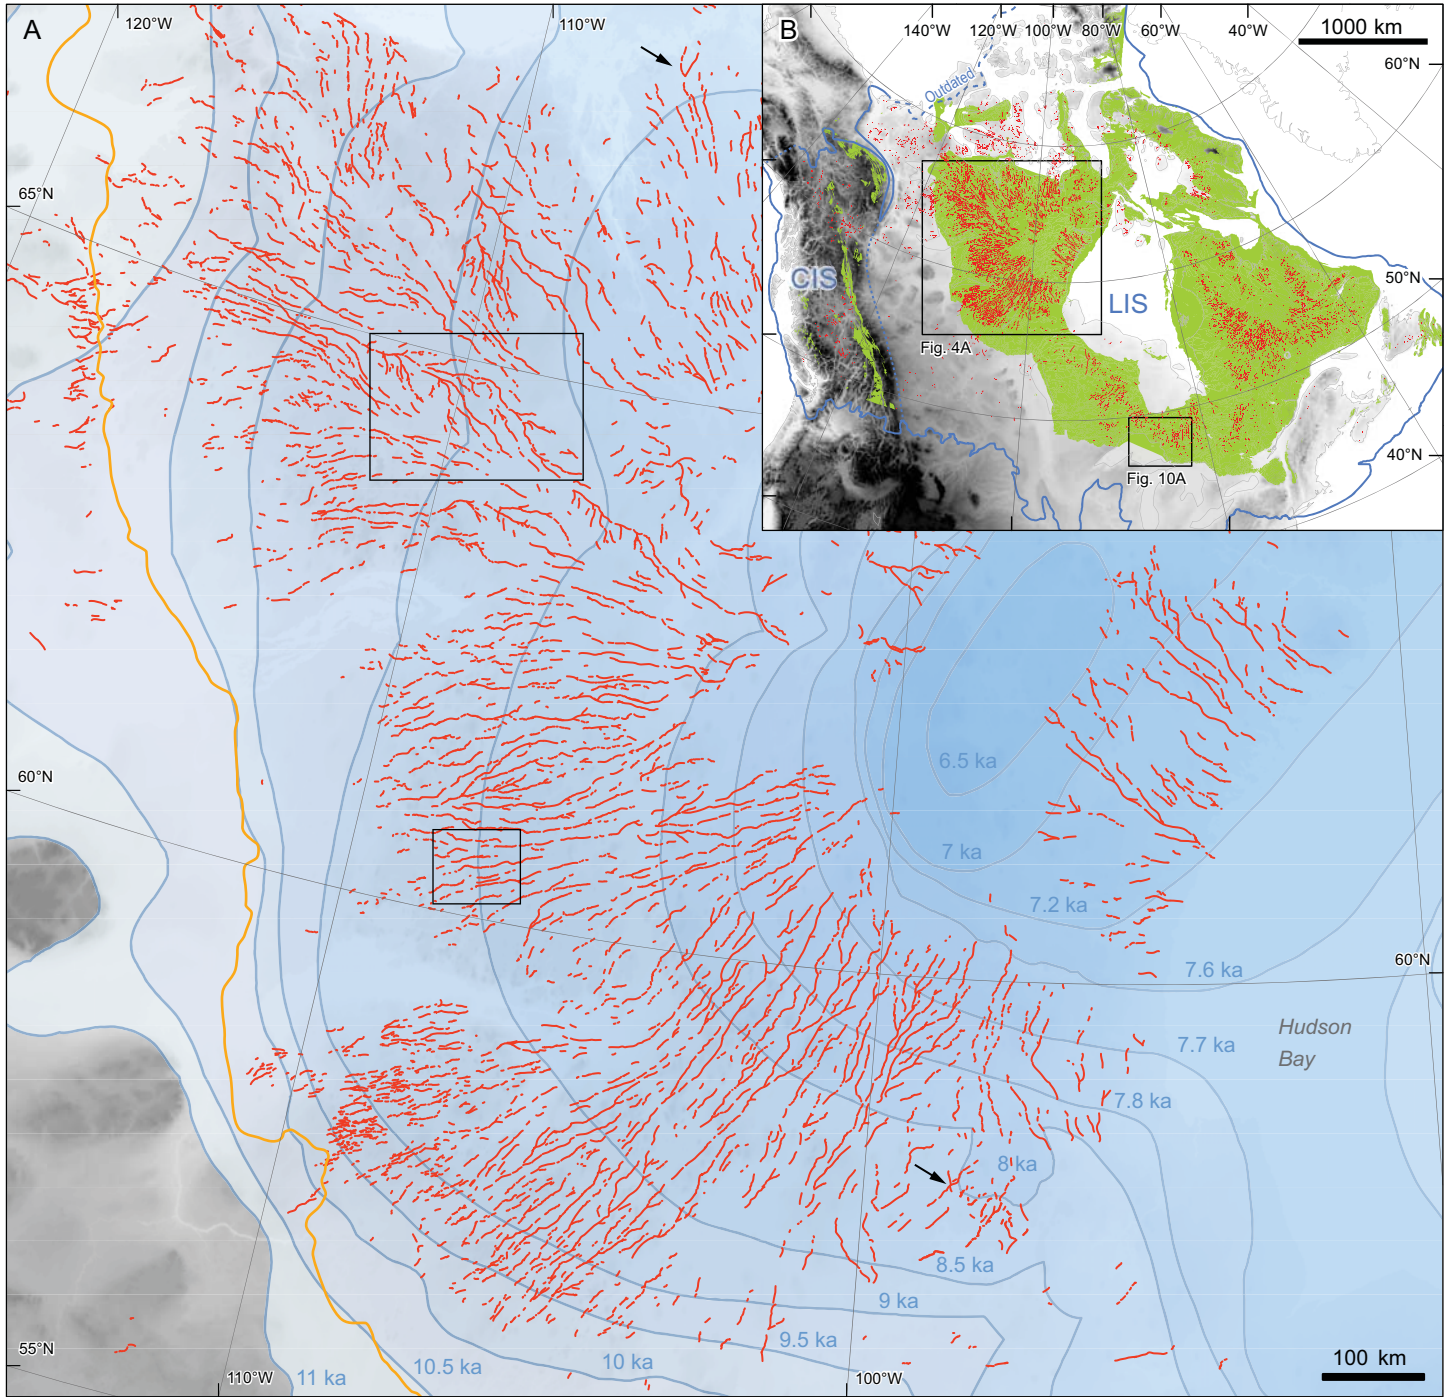 A
120°W
110°W
65°N
60°N
55°N
110°W
100°W
60°N
6.5 ka
7 ka
7.2 ka
7.6 ka
7.7 ka
7.8 ka
8 ka
8.5 ka
9 ka
9.5 ka
10 ka
10.5 ka
11 ka
Hudson
Bay
100 km
B
140°W 120°W 100°W 80°W 60°W 40°W
1000 km
60°N
50°N
40°N
Outdated
CIS
LIS
Fig. 4A
Fig. 10A